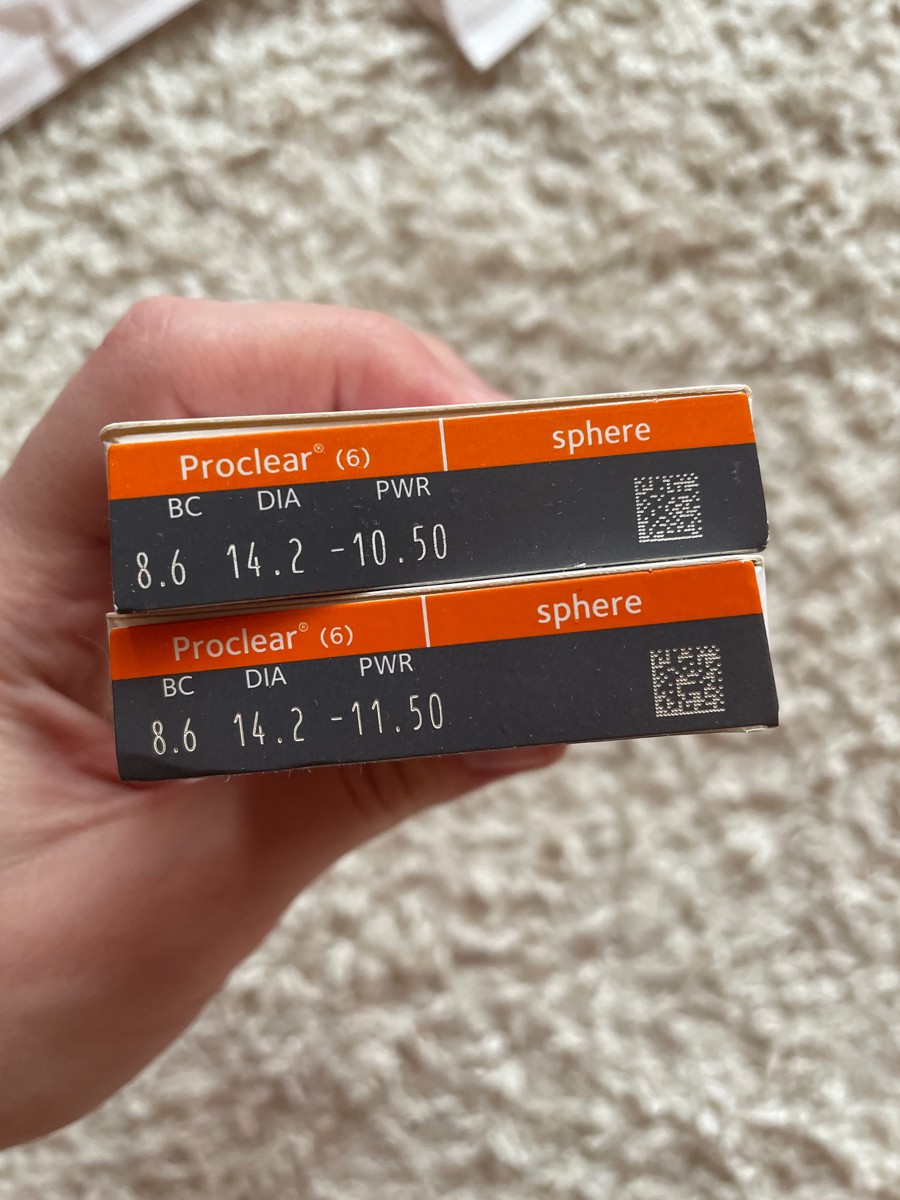 Proclear® (6) sphere
BC DIA PWR
8.6 14.2 -10.50
Proclear® (6) sphere
BC DIA PWR
8.6 14.2 -11.50